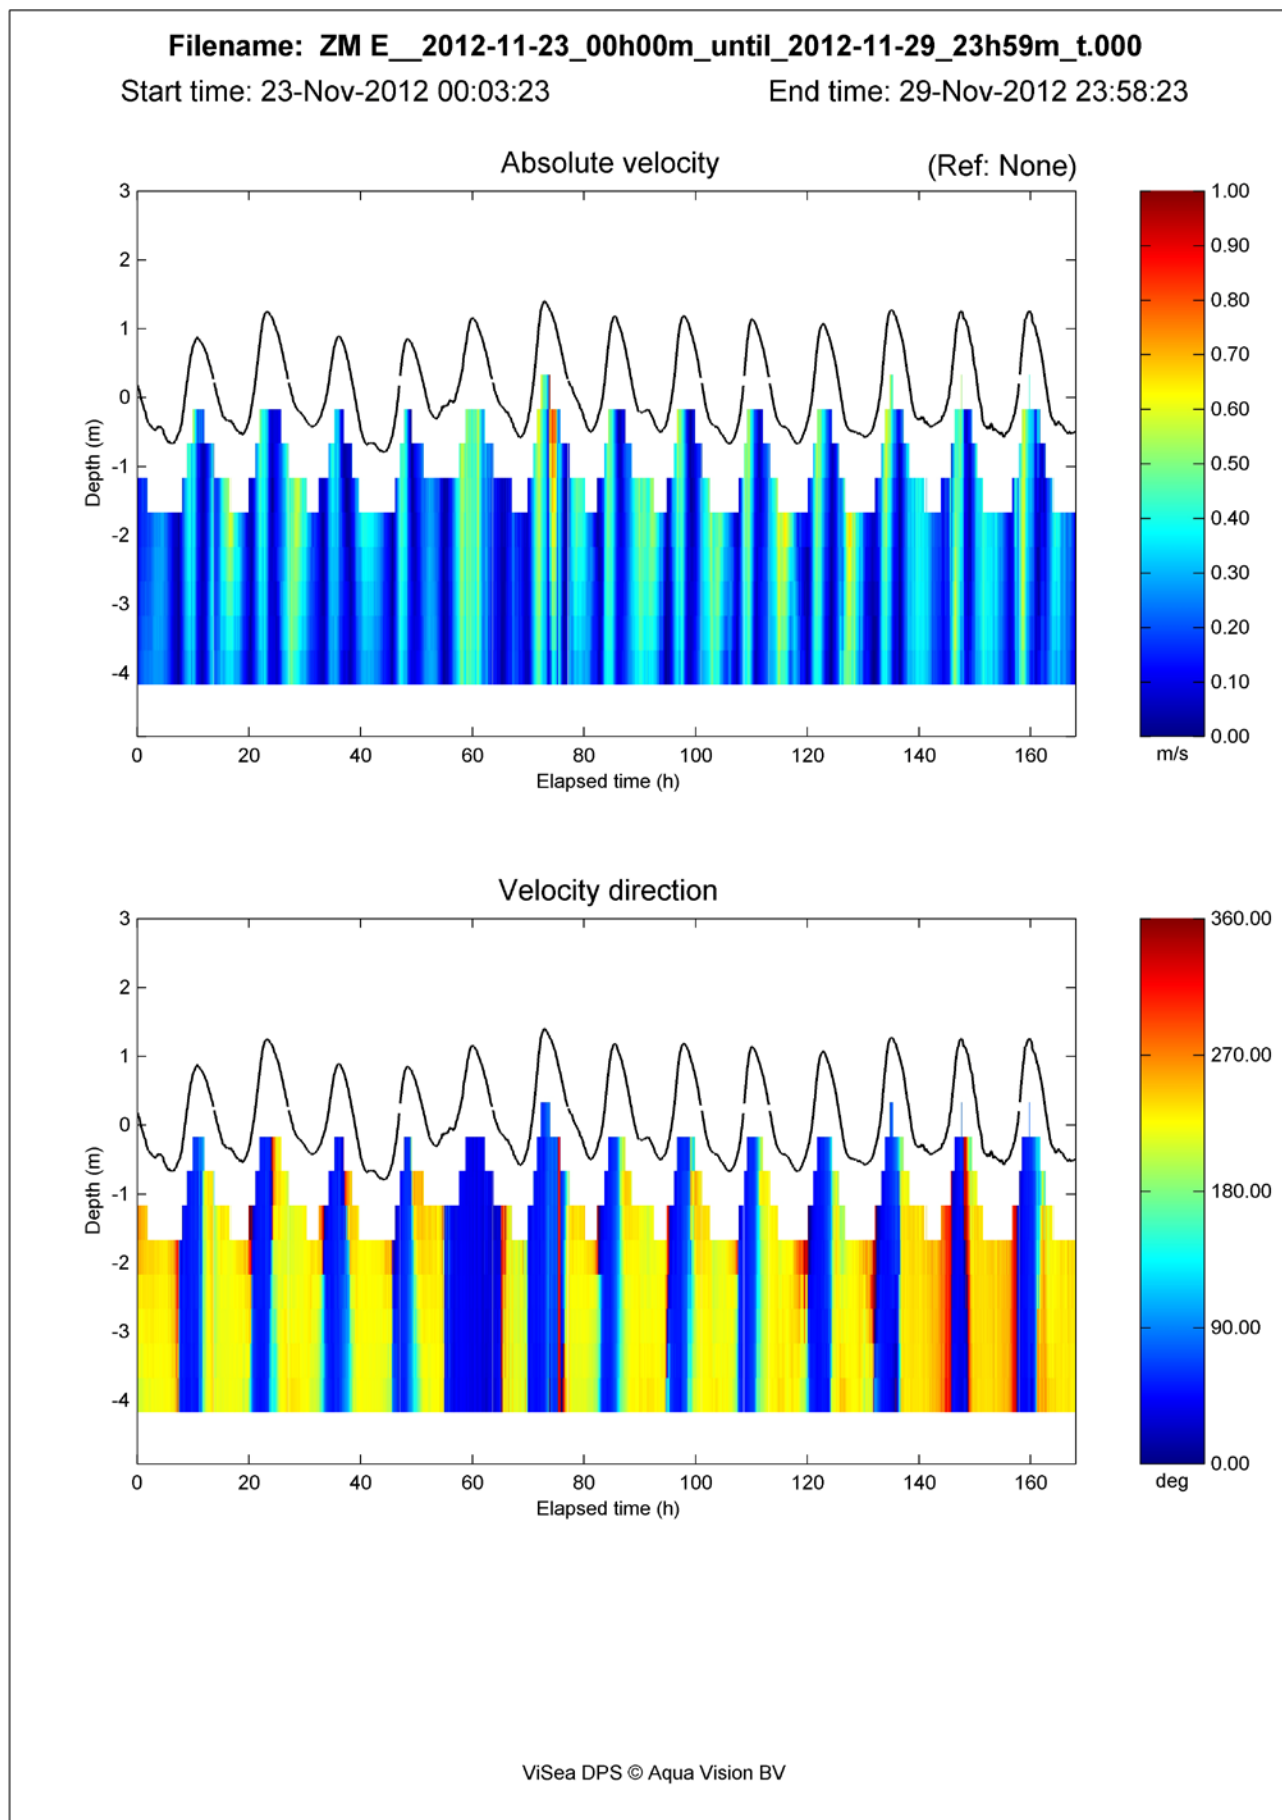 Filename: ZM E__2012-11-23_00h00m_until_2012-11-29_23h59m_t.000
Start time: 23-Nov-2012 00:03:23 End time: 29-Nov-2012 23:58:23
Absolute velocity (Ref: None)
3
2
1
0
-1
-2
-3
-4
Depth (m)
0 20 40 60 80 100 120 140 160
Elapsed time (h)
1.00
0.90
0.80
0.70
0.60
0.50
0.40
0.30
0.20
0.10
0.00
m/s
Velocity direction
3
2
1
0
-1
-2
-3
-4
Depth (m)
0 20 40 60 80 100 120 140 160
Elapsed time (h)
360.00
270.00
180.00
90.00
0.00
deg
ViSea DPS © Aqua Vision BV